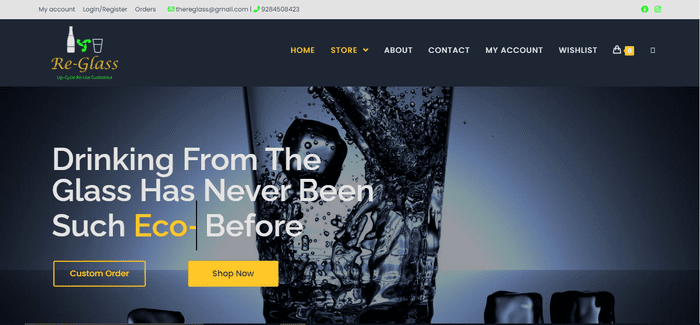 My account Login/Register Orders thereglass@gmail.com | 9284508423
Re-Glass
Up-Cycle Re-Use Customize
HOME STORE ABOUT CONTACT MY ACCOUNT WISHLIST 0
Drinking From The
Glass Has Never Been
Such Eco- Before
Custom Order Shop Now